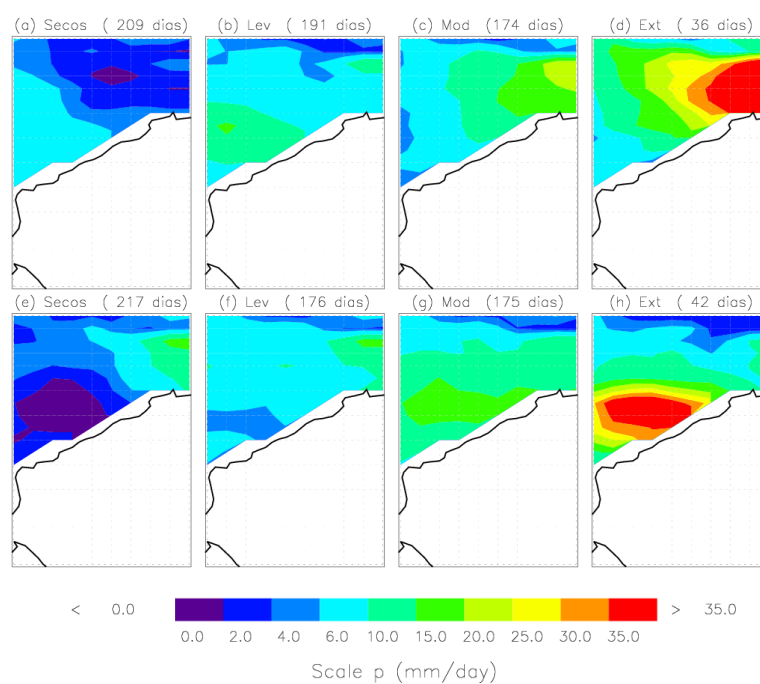 (a) Secos ( 209 dias) (b) Lev ( 191 dias) (c) Mod (174 dias) (d) Ext ( 36 dias)
(e) Secos ( 217 dias) (f) Lev ( 176 dias) (g) Mod (175 dias) (h) Ext ( 42 dias)
< 0.0 > 35.0
0.0 2.0 4.0 6.0 10.0 15.0 20.0 25.0 30.0 35.0
Scale p (mm/day)